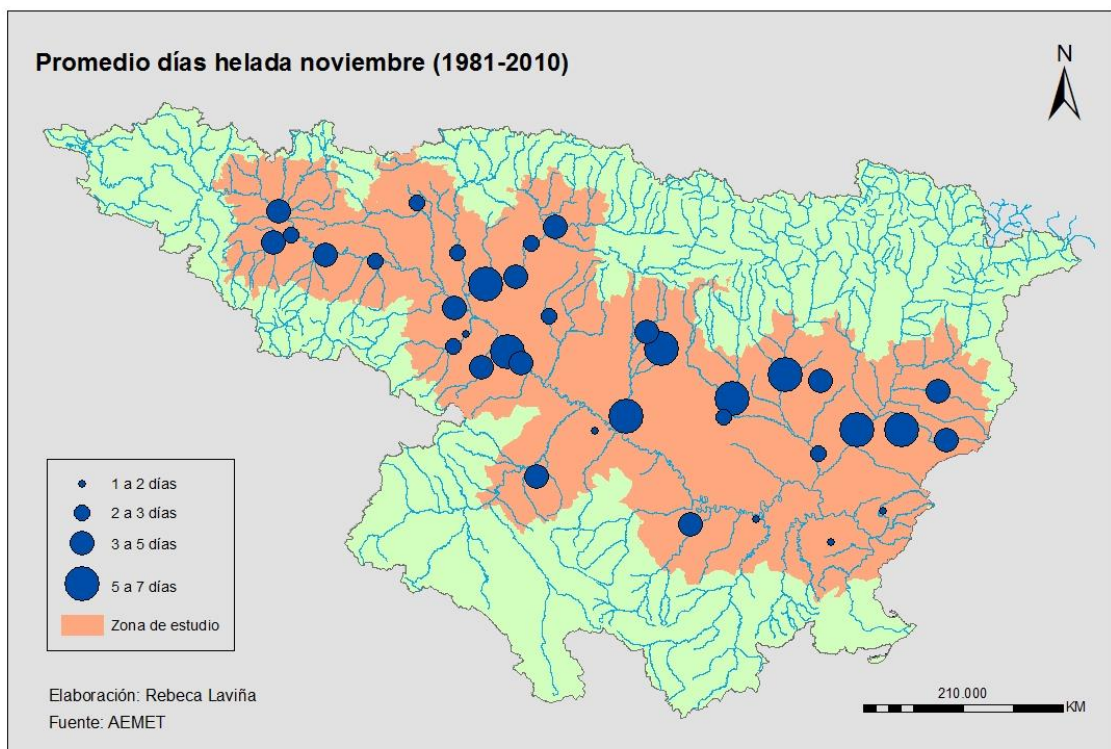 Promedio días helada noviembre (1981-2010)
N
1 a 2 días
2 a 3 días
3 a 5 días
5 a 7 días
Zona de estudio
Elaboración: Rebeca Laviña
Fuente: AEMET
210.000
KM